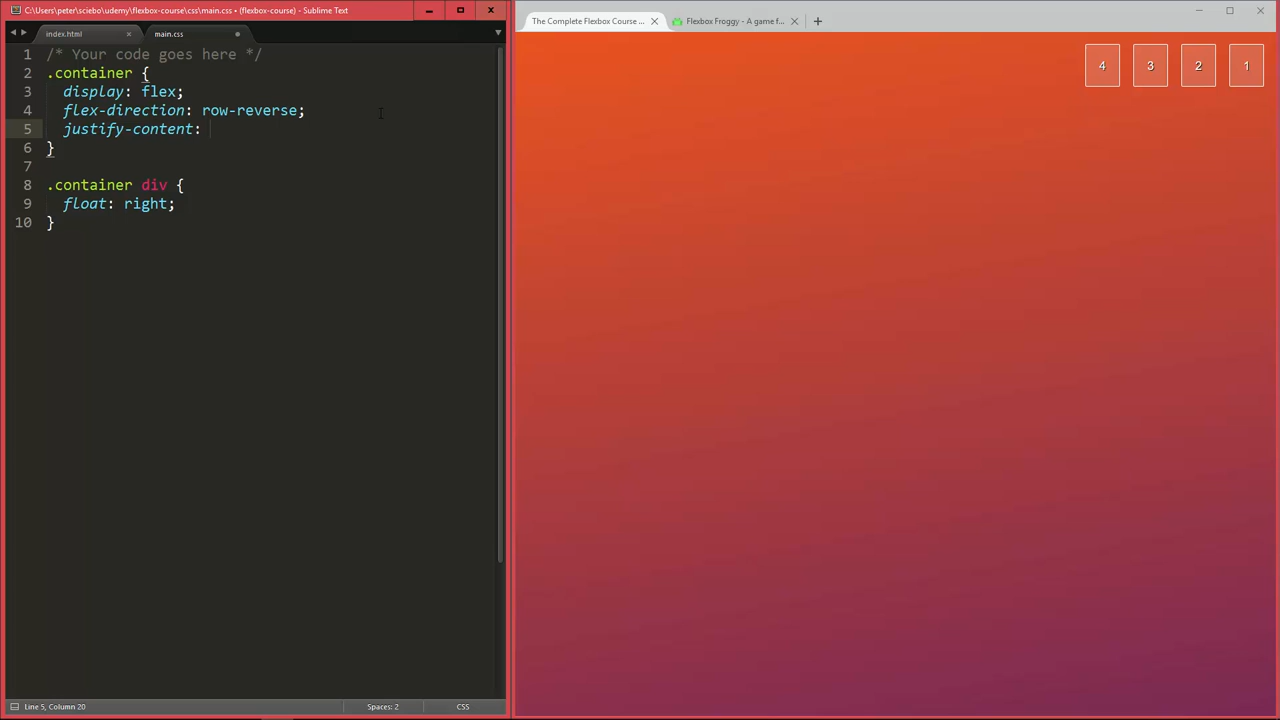 C:\Users\peter\sciebo\udemy\flexbox-course\css\main.css • (flexbox-course) - Sublime Text
index.html
main.css
1 /* Your code goes here */
2 .container {
3 display: flex;
4 flex-direction: row-reverse;
5 justify-content:
6 }
7
8 .container div {
9 float: right;
10 }
Line 5, Column 20
Spaces: 2
CSS
The Complete Flexbox Course ...
Flexbox Froggy - A game f...
4 3 2 1